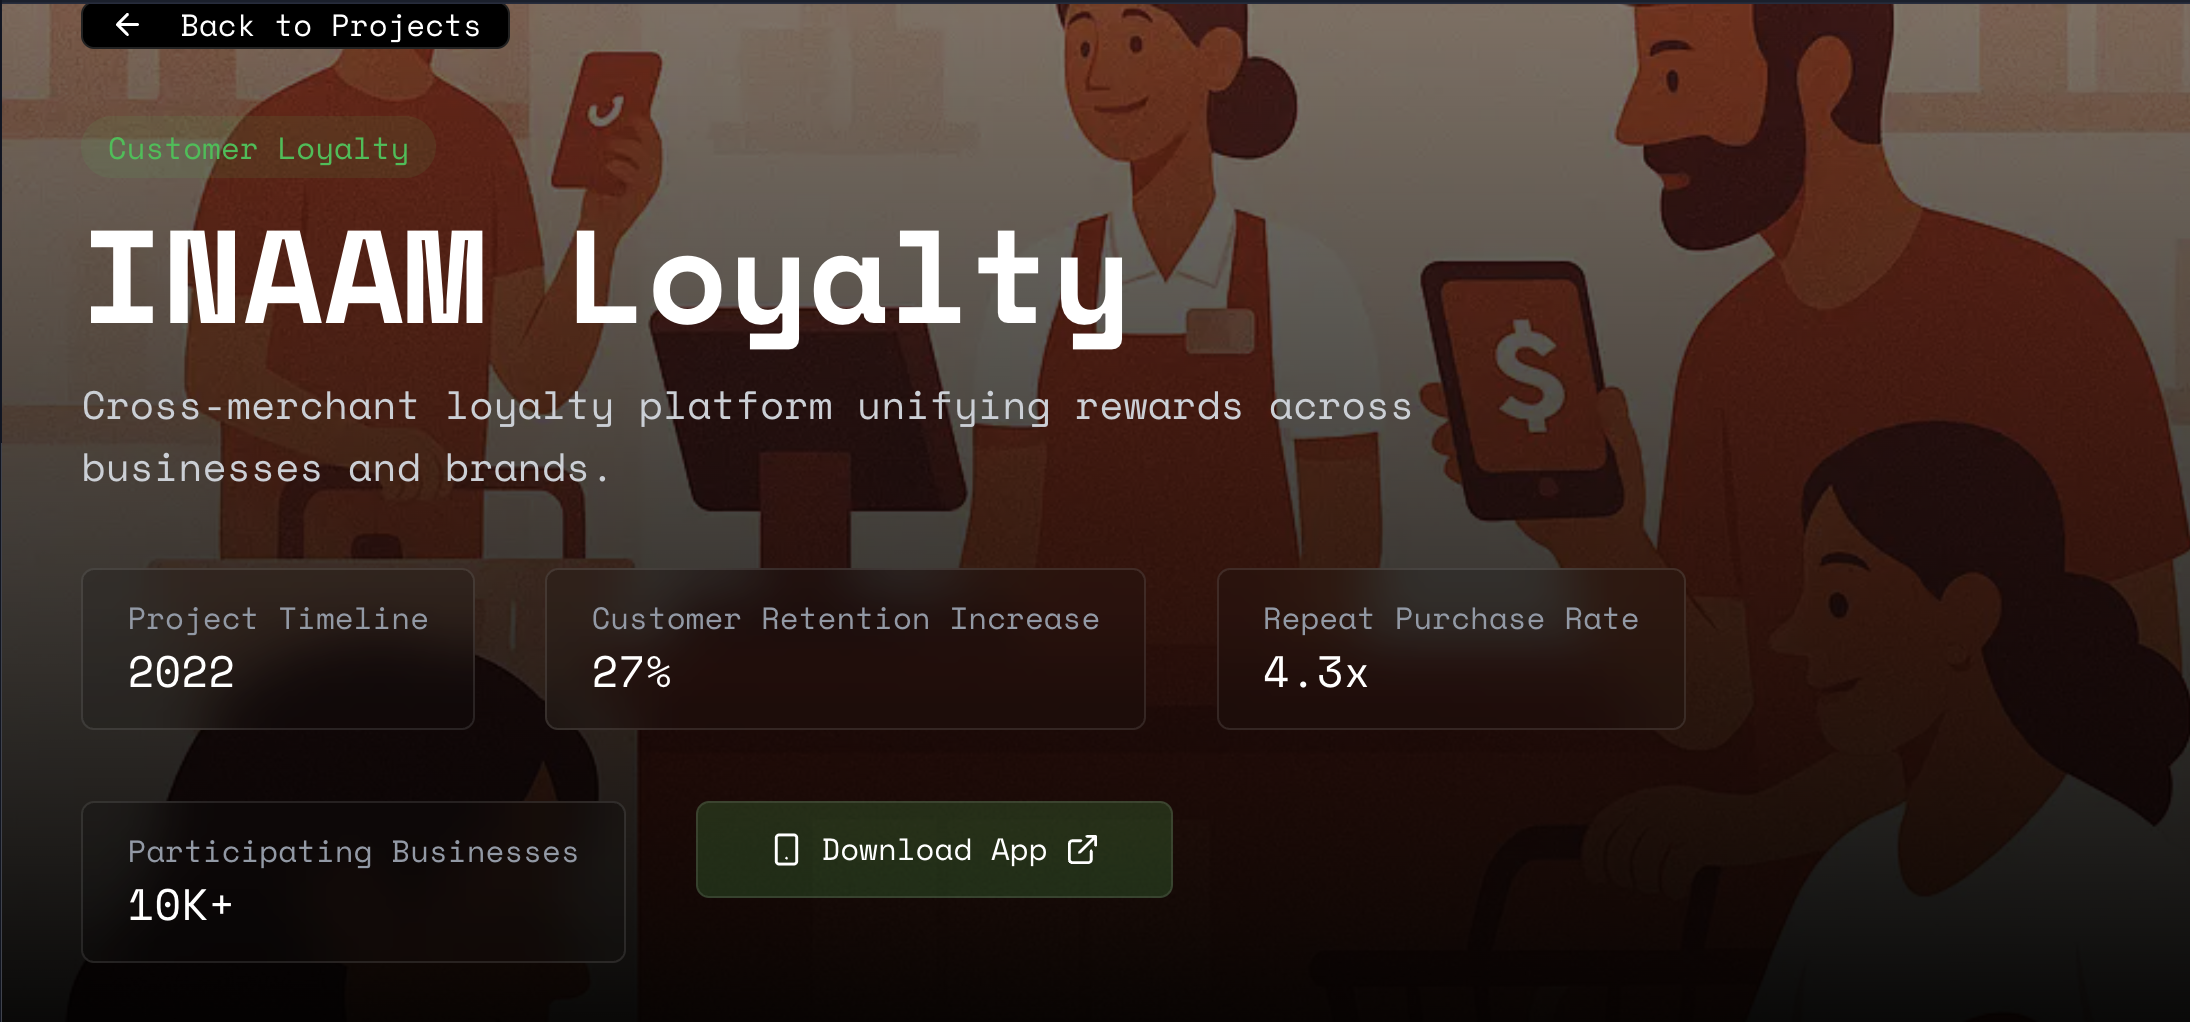 Back to Projects
Customer Loyalty
INAAM Loyalty
Cross-merchant loyalty platform unifying rewards across
businesses and brands.
Project Timeline
2022
Customer Retention Increase
27%
Repeat Purchase Rate
4.3x
Participating Businesses
10K+
Download App
$